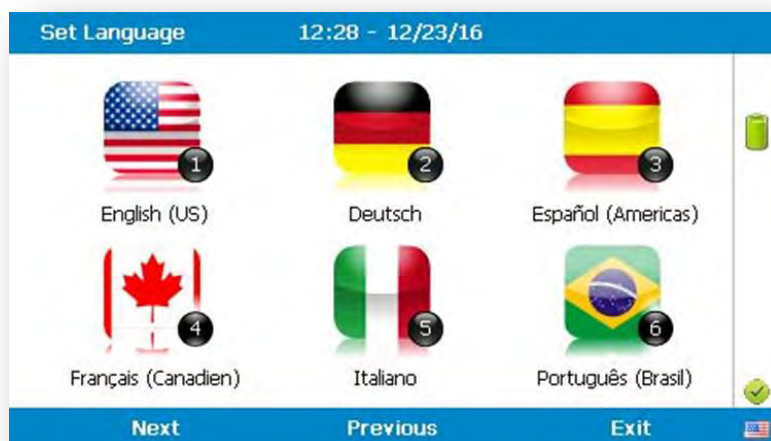 Set Language 12:28 - 12/23/16
1 2 3
English (US) Deutsch Español (Americas)
4 5 6
Français (Canadien) Italiano Português (Brasil)
Next Previous Exit